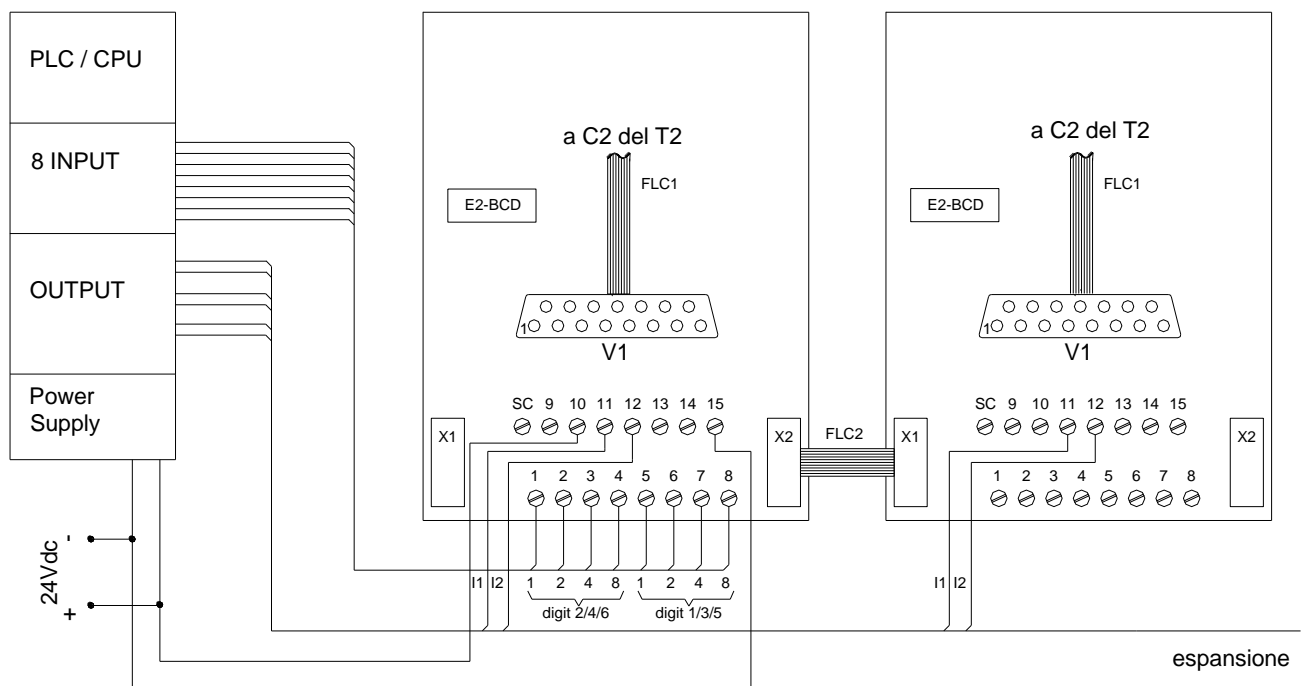 PLC / CPU
8 INPUT
OUTPUT
Power
Supply
24Vdc
-
+
a C2 del T2
FLC1
E2-BCD
1
V1
SC 9 10 11 12 13 14 15
X1
X2
1 2 3 4 5 6 7 8
I1 I2
1 2 4 8 1 2 4 8
digit 2/4/6 digit 1/3/5
FLC2
a C2 del T2
FLC1
E2-BCD
1
V1
SC 9 10 11 12 13 14 15
X1
X2
1 2 3 4 5 6 7 8
I1 I2
espansione